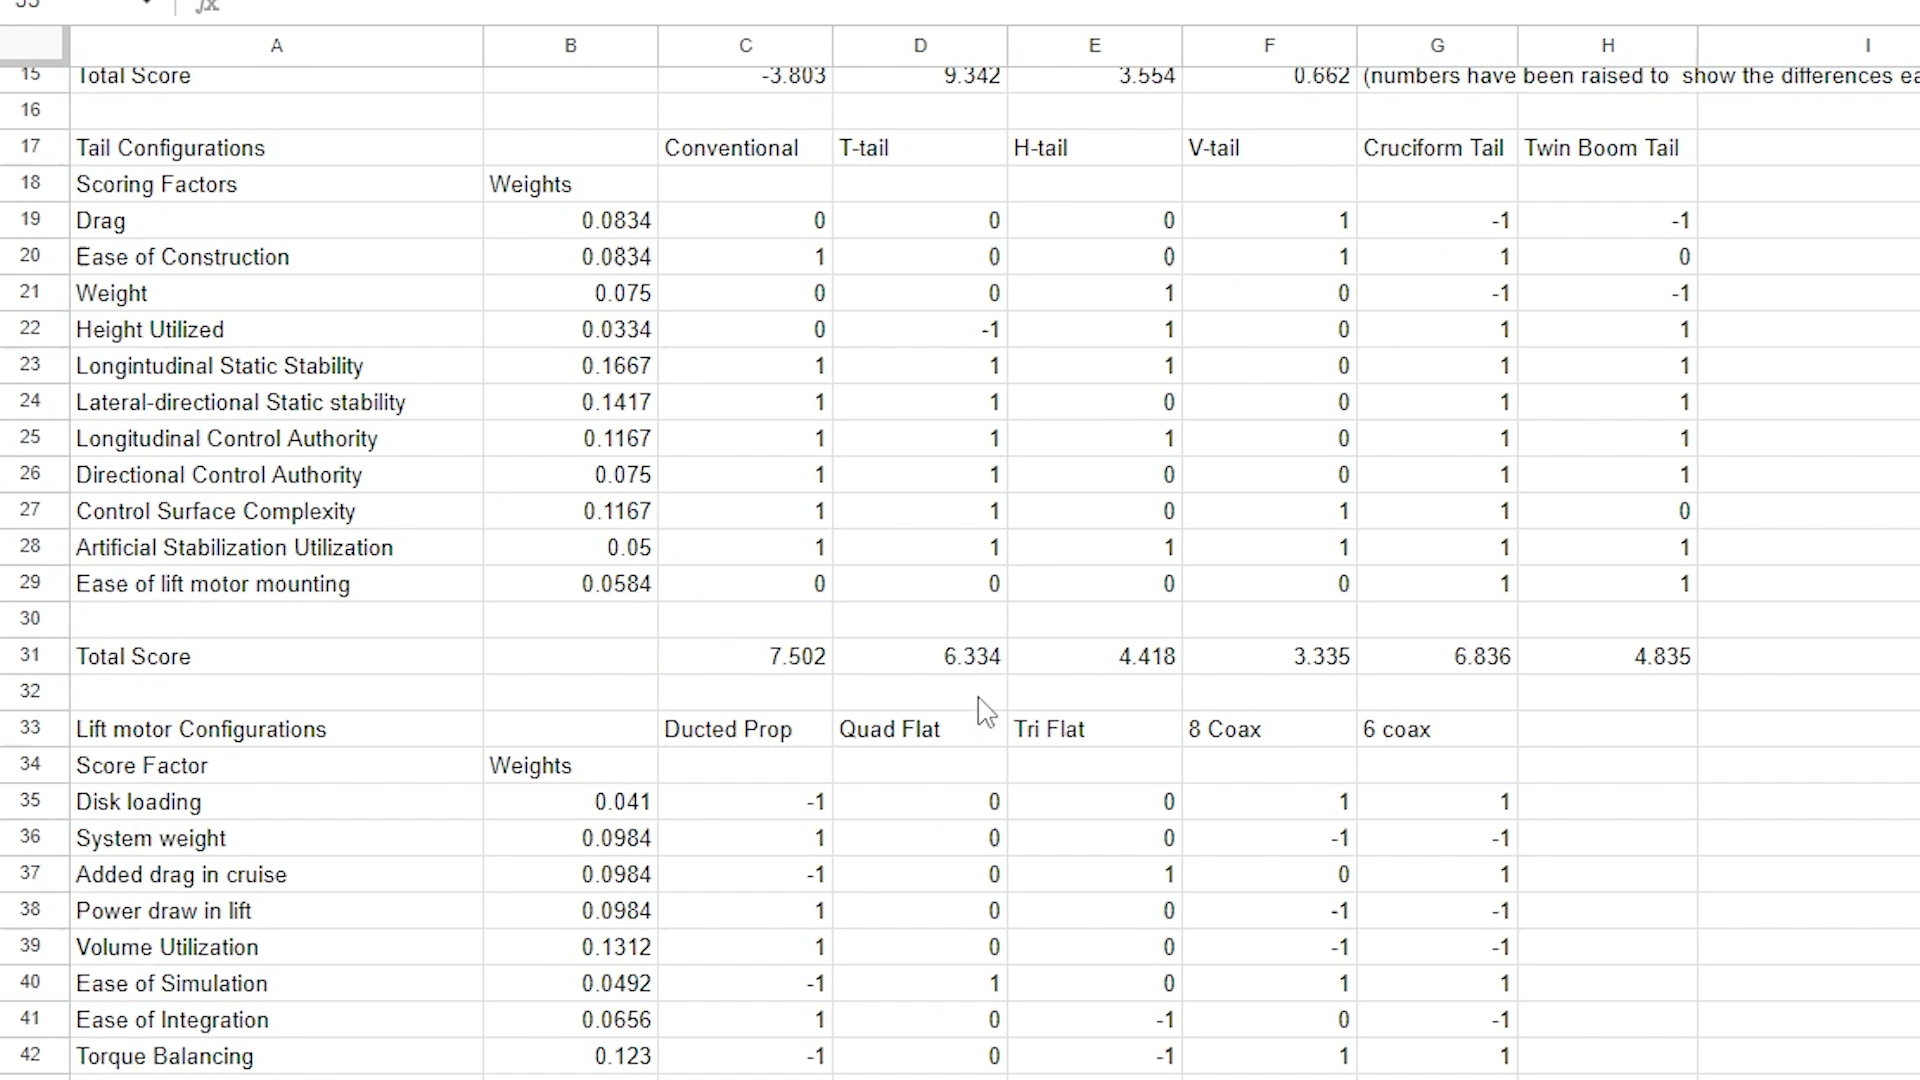 A B C D E F G H I
15 Total Score -3.803 9.342 3.554 0.662 (numbers have been raised to show the differences ea
16
17 Tail Configurations Conventional T-tail H-tail V-tail Cruciform Tail Twin Boom Tail
18 Scoring Factors Weights
19 Drag 0.0834 0 0 0 1 -1 -1
20 Ease of Construction 0.0834 1 0 0 1 1 0
21 Weight 0.075 0 0 1 0 -1 -1
22 Height Utilized 0.0334 0 -1 1 0 1 1
23 Longintudinal Static Stability 0.1667 1 1 1 0 1 1
24 Lateral-directional Static stability 0.1417 1 1 0 0 1 1
25 Longitudinal Control Authority 0.1167 1 1 1 0 1 1
26 Directional Control Authority 0.075 1 1 0 0 1 1
27 Control Surface Complexity 0.1167 1 1 0 1 1 0
28 Artificial Stabilization Utilization 0.05 1 1 1 1 1 1
29 Ease of lift motor mounting 0.0584 0 0 0 0 1 1
30
31 Total Score 7.502 6.334 4.418 3.335 6.836 4.835
32
33 Lift motor Configurations Ducted Prop Quad Flat Tri Flat 8 Coax 6 coax
34 Score Factor Weights
35 Disk loading 0.041 -1 0 0 1 1
36 System weight 0.0984 1 0 0 -1 -1
37 Added drag in cruise 0.0984 -1 0 1 0 1
38 Power draw in lift 0.0984 1 0 0 -1 -1
39 Volume Utilization 0.1312 1 0 0 -1 -1
40 Ease of Simulation 0.0492 -1 1 0 1 1
41 Ease of Integration 0.0656 1 0 -1 0 -1
42 Torque Balancing 0.123 -1 0 -1 1 1